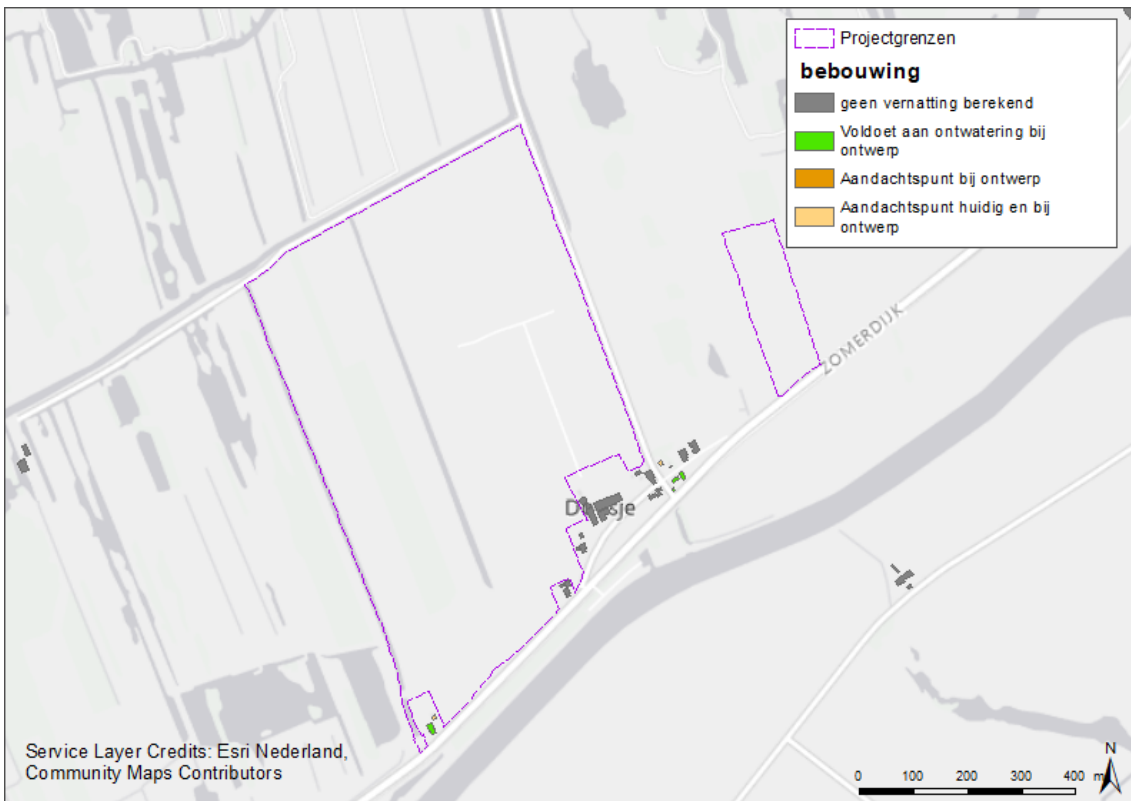 Projectgrenzen
bebouwing
geen vernatting berekend
Voldoet aan ontwatering bij
ontwerp
Aandachtspunt bij ontwerp
Aandachtspunt huidig en bij
ontwerp
ZOMERDIJK
Service Layer Credits: Esri Nederland,
Community Maps Contributors
N
0 100 200 300 400 m